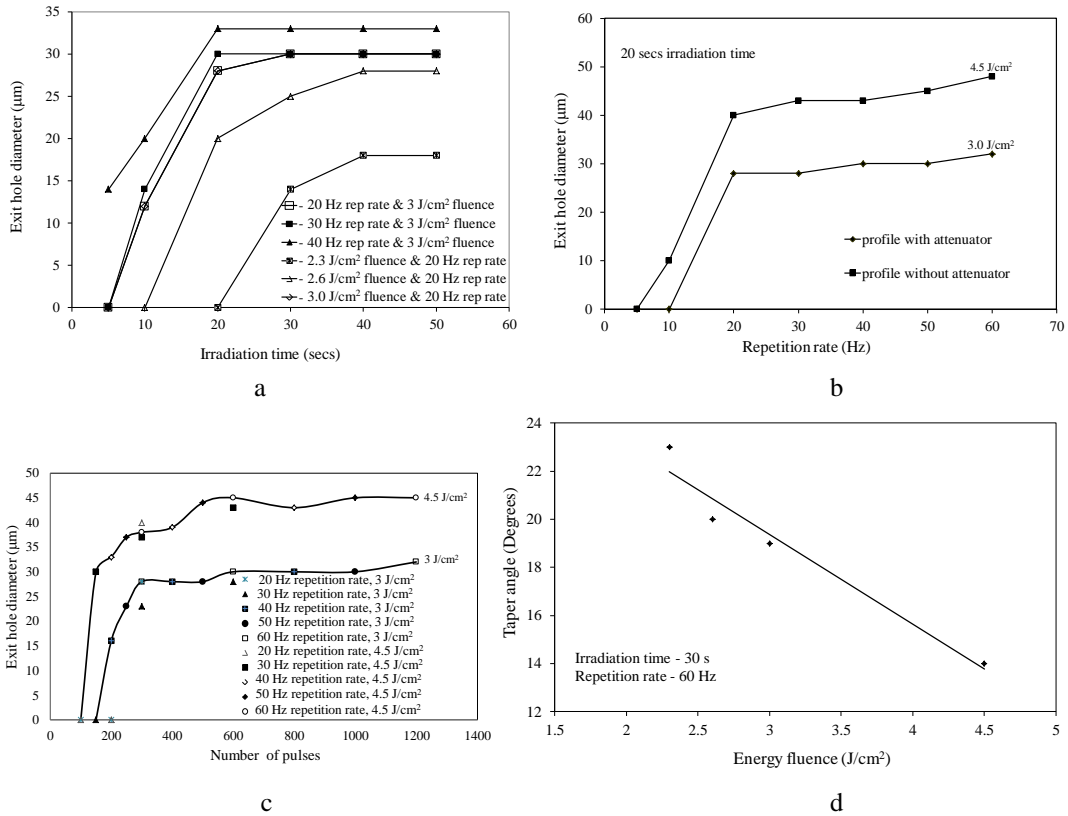 35
30
25
20
15
10
5
0
Exit hole diameter (μm)
- 20 Hz rep rate & 3 J/cm² fluence
- 30 Hz rep rate & 3 J/cm² fluence
- 40 Hz rep rate & 3 J/cm² fluence
- 2.3 J/cm² fluence & 20 Hz rep rate
- 2.6 J/cm² fluence & 20 Hz rep rate
- 3.0 J/cm² fluence & 20 Hz rep rate
0 10 20 30 40 50 60
Irradiation time (secs)
a
60
50
40
30
20
10
0
Exit hole diameter (μm)
20 secs irradiation time
4.5 J/cm²
3.0 J/cm²
profile with attenuator
profile without attenuator
0 10 20 30 40 50 60 70
Repetition rate (Hz)
b
50
45
40
35
30
25
20
15
10
5
0
Exit hole diameter (μm)
4.5 J/cm²
3 J/cm²
20 Hz repetition rate, 3 J/cm²
30 Hz repetition rate, 3 J/cm²
40 Hz repetition rate, 3 J/cm²
50 Hz repetition rate, 3 J/cm²
60 Hz repetition rate, 3 J/cm²
20 Hz repetition rate, 4.5 J/cm²
30 Hz repetition rate, 4.5 J/cm²
40 Hz repetition rate, 4.5 J/cm²
50 Hz repetition rate, 4.5 J/cm²
60 Hz repetition rate, 4.5 J/cm²
0 200 400 600 800 1000 1200 1400
Number of pulses
c
24
22
20
18
16
14
12
Taper angle (Degrees)
Irradiation time - 30 s
Repetition rate - 60 Hz
1.5 2 2.5 3 3.5 4 4.5 5
Energy fluence (J/cm²)
d